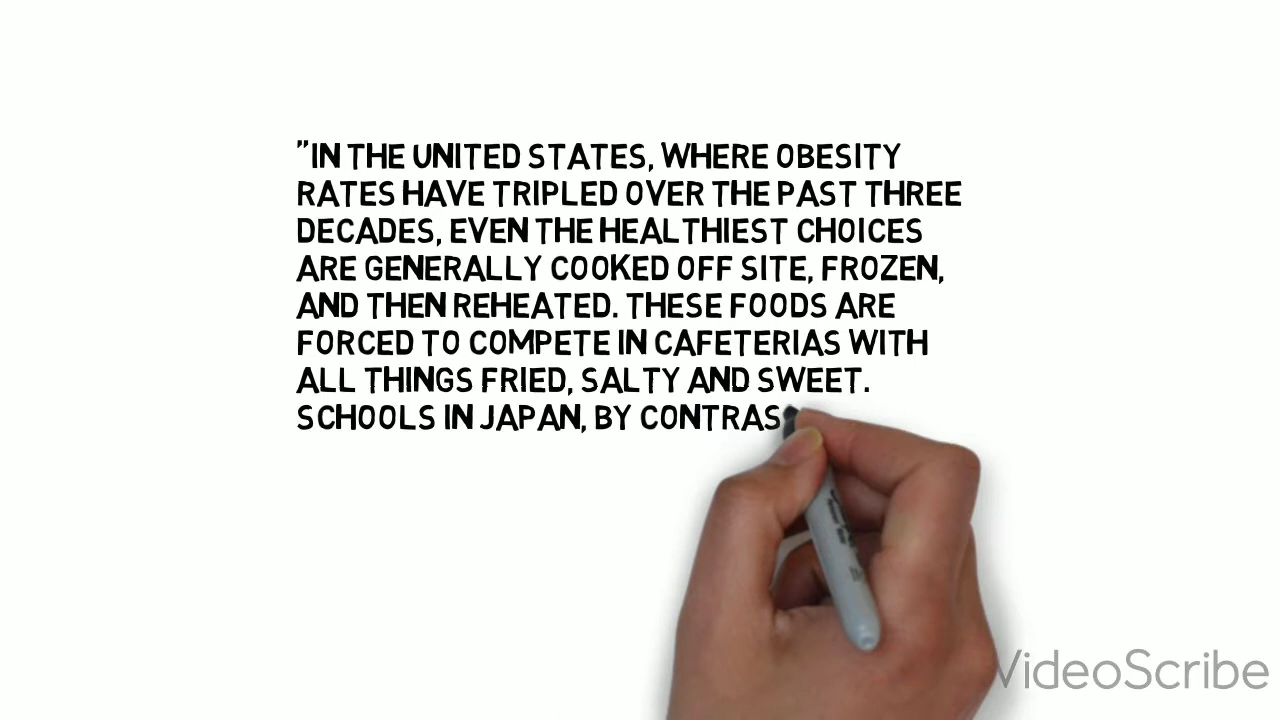 "IN THE UNITED STATES, WHERE OBESITY
RATES HAVE TRIPLED OVER THE PAST THREE
DECADES, EVEN THE HEALTHIEST CHOICES
ARE GENERALLY COOKED OFF SITE, FROZEN,
AND THEN REHEATED. THESE FOODS ARE
FORCED TO COMPETE IN CAFETERIAS WITH
ALL THINGS FRIED, SALTY AND SWEET.
SCHOOLS IN JAPAN, BY CONTRAS
VideoScribe